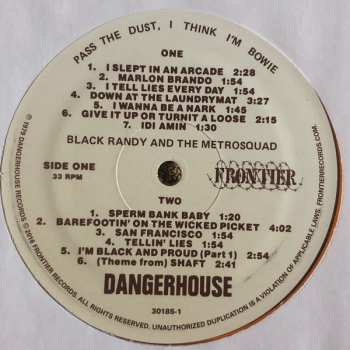 PASS THE DUST, I THINK I'M BOWIE
ONE
1. I SLEPT IN AN ARCADE 2:28
2. MARLON BRANDO 1:54
3. I TELL LIES EVERY DAY 1:54
4. DOWN AT THE LAUNDRYMAT 3:27
5. I WANNA BE A NARK 1:54
6. GIVE IT UP OR TURNIT A LOOSE 2:15
7. IDI AMIN 1:30
BLACK RANDY AND THE METROSQUAD
SIDE ONE
33 RPM
FRONTIER
TWO
1. SPERM BANK BABY 1:20
2. BAREFOOTIN' ON THE WICKED PICKET 4:02
3. SAN FRANCISCO 1:54
4. TELLIN' LIES 1:54
5. I'M BLACK AND PROUD (Part 1) 2:54
6. (Theme from) SHAFT 2:41
DANGERHOUSE
30185-1
℗ 1979 DANGERHOUSE RECORDS © 2016 FRONTIER RECORDS. ALL RIGHTS RESERVED. UNAUTHORIZED DUPLICATION IS A VIOLATION OF APPLICABLE LAWS. FRONTIERRECORDS.COM